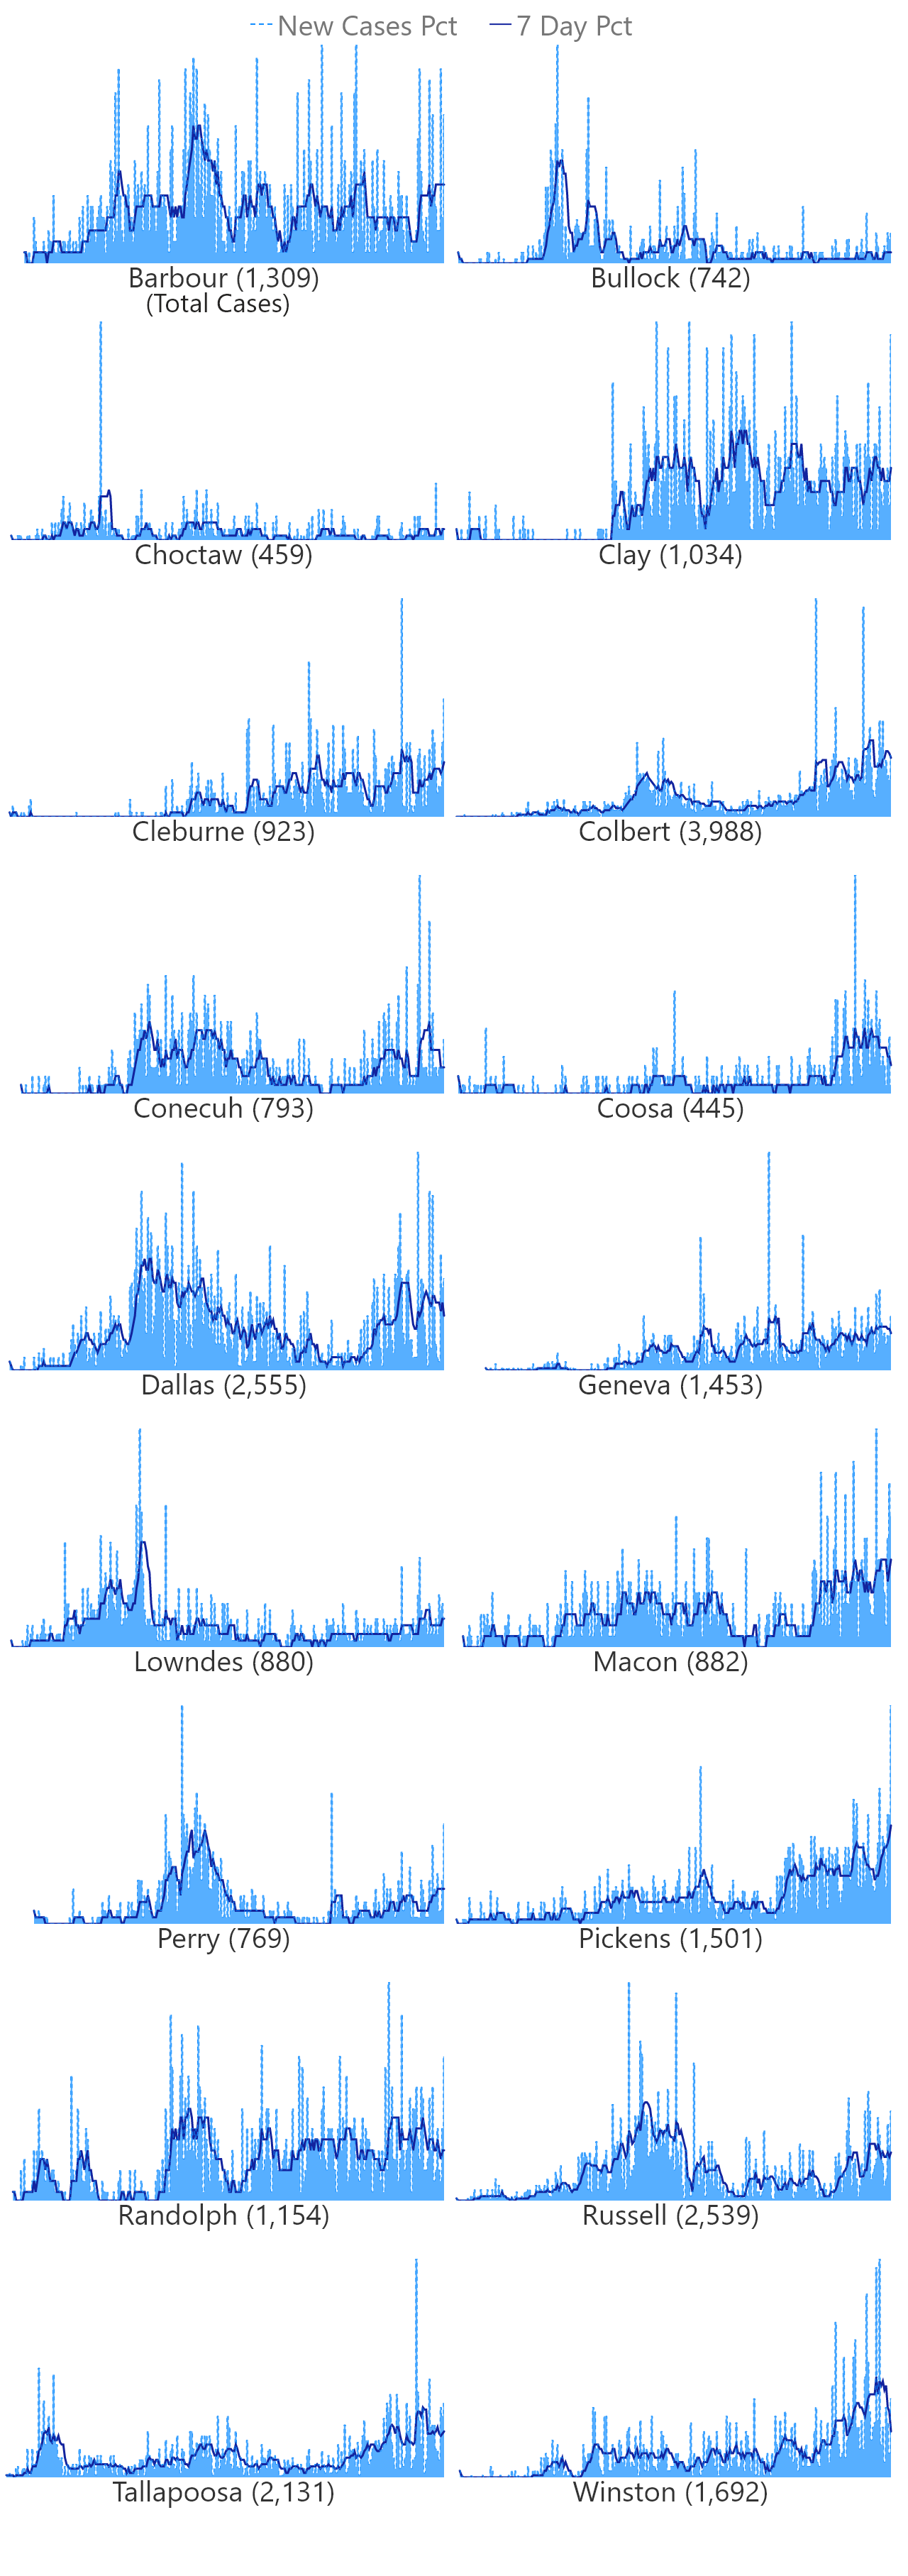 New Cases Pct 7 Day Pct
Barbour (1,309) Bullock (742)
(Total Cases)
Choctaw (459) Clay (1,034)
Cleburne (923) Colbert (3,988)
Conecuh (793) Coosa (445)
Dallas (2,555) Geneva (1,453)
Lowndes (880) Macon (882)
Perry (769) Pickens (1,501)
Randolph (1,154) Russell (2,539)
Tallapoosa (2,131) Winston (1,692)